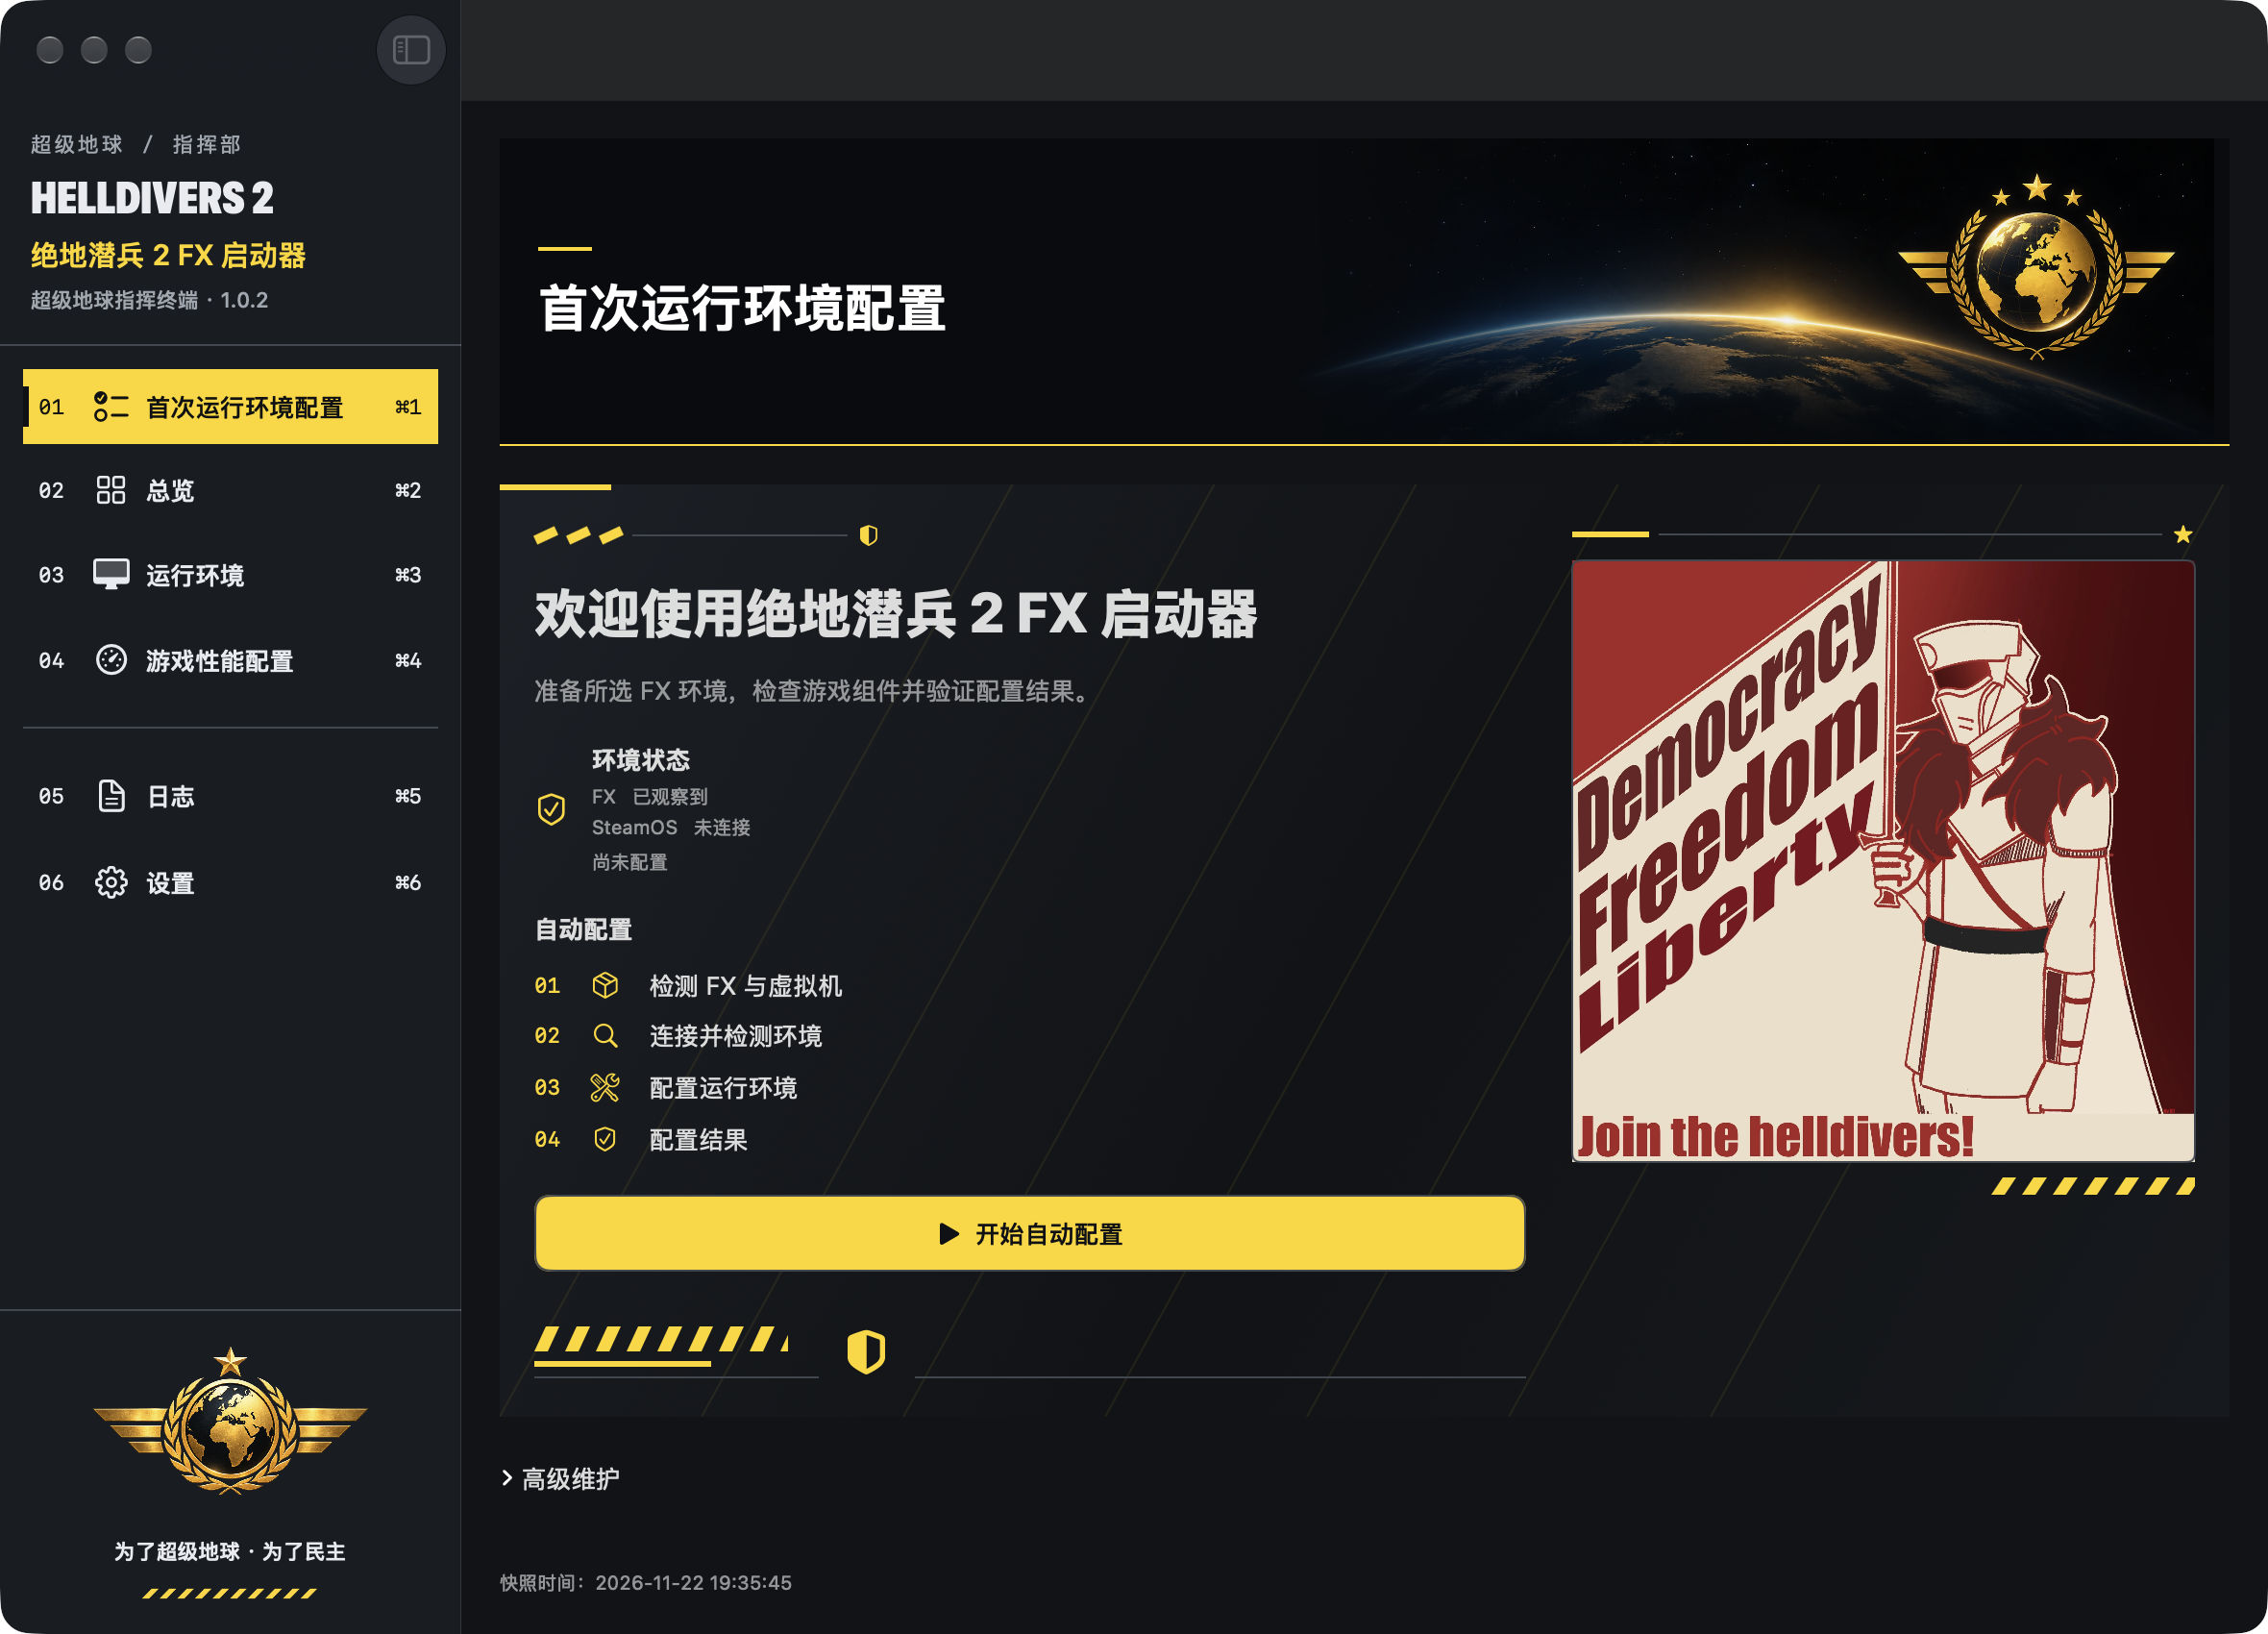 超级地球 / 指挥部
HELLDIVERS 2
绝地潜兵 2 FX 启动器
超级地球指挥终端 · 1.0.2
01 首次运行环境配置 ⌘1
02 总览 ⌘2
03 运行环境 ⌘3
04 游戏性能配置 ⌘4
05 日志 ⌘5
06 设置 ⌘6
为了超级地球 · 为了民主
首次运行环境配置
欢迎使用绝地潜兵 2 FX 启动器
准备所选 FX 环境，检查游戏组件并验证配置结果。
环境状态
FX 已观察到
SteamOS 未连接
尚未配置
自动配置
01 检测 FX 与虚拟机
02 连接并检测环境
03 配置运行环境
04 配置结果
开始自动配置
Democracy
Freedom
Liberty
Join the helldivers!
高级维护
快照时间：2026-11-22 19:35:45